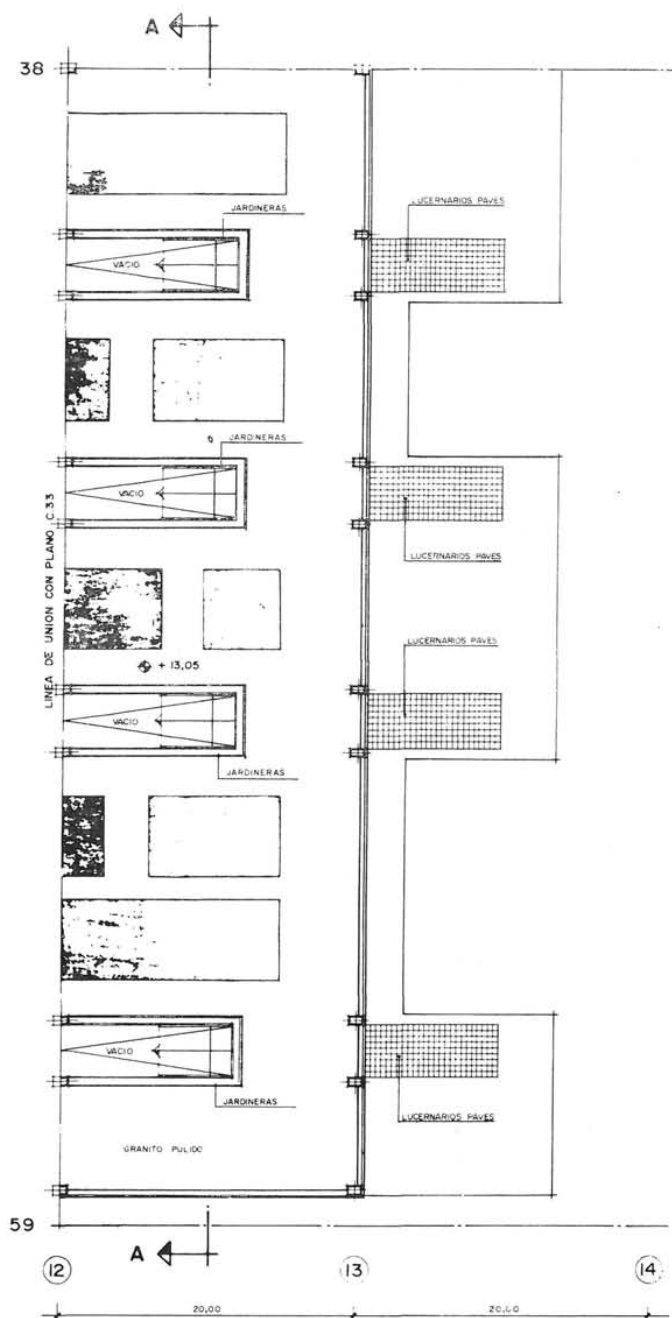 A
38
JARDINERAS
LUCERNARIOS PAVES
VACIO
JARDINERAS
VACIO
LINEA DE UNION CON PLANO C 33
LUCERNARIOS PAVES
LUCERNARIOS PAVES
+ 13,05
VACIO
JARDINERAS
VACIO
JARDINERAS
LUCERNARIOS PAVES
GRANITO PULIDO
59
A
12
13
14
20,00
20,00